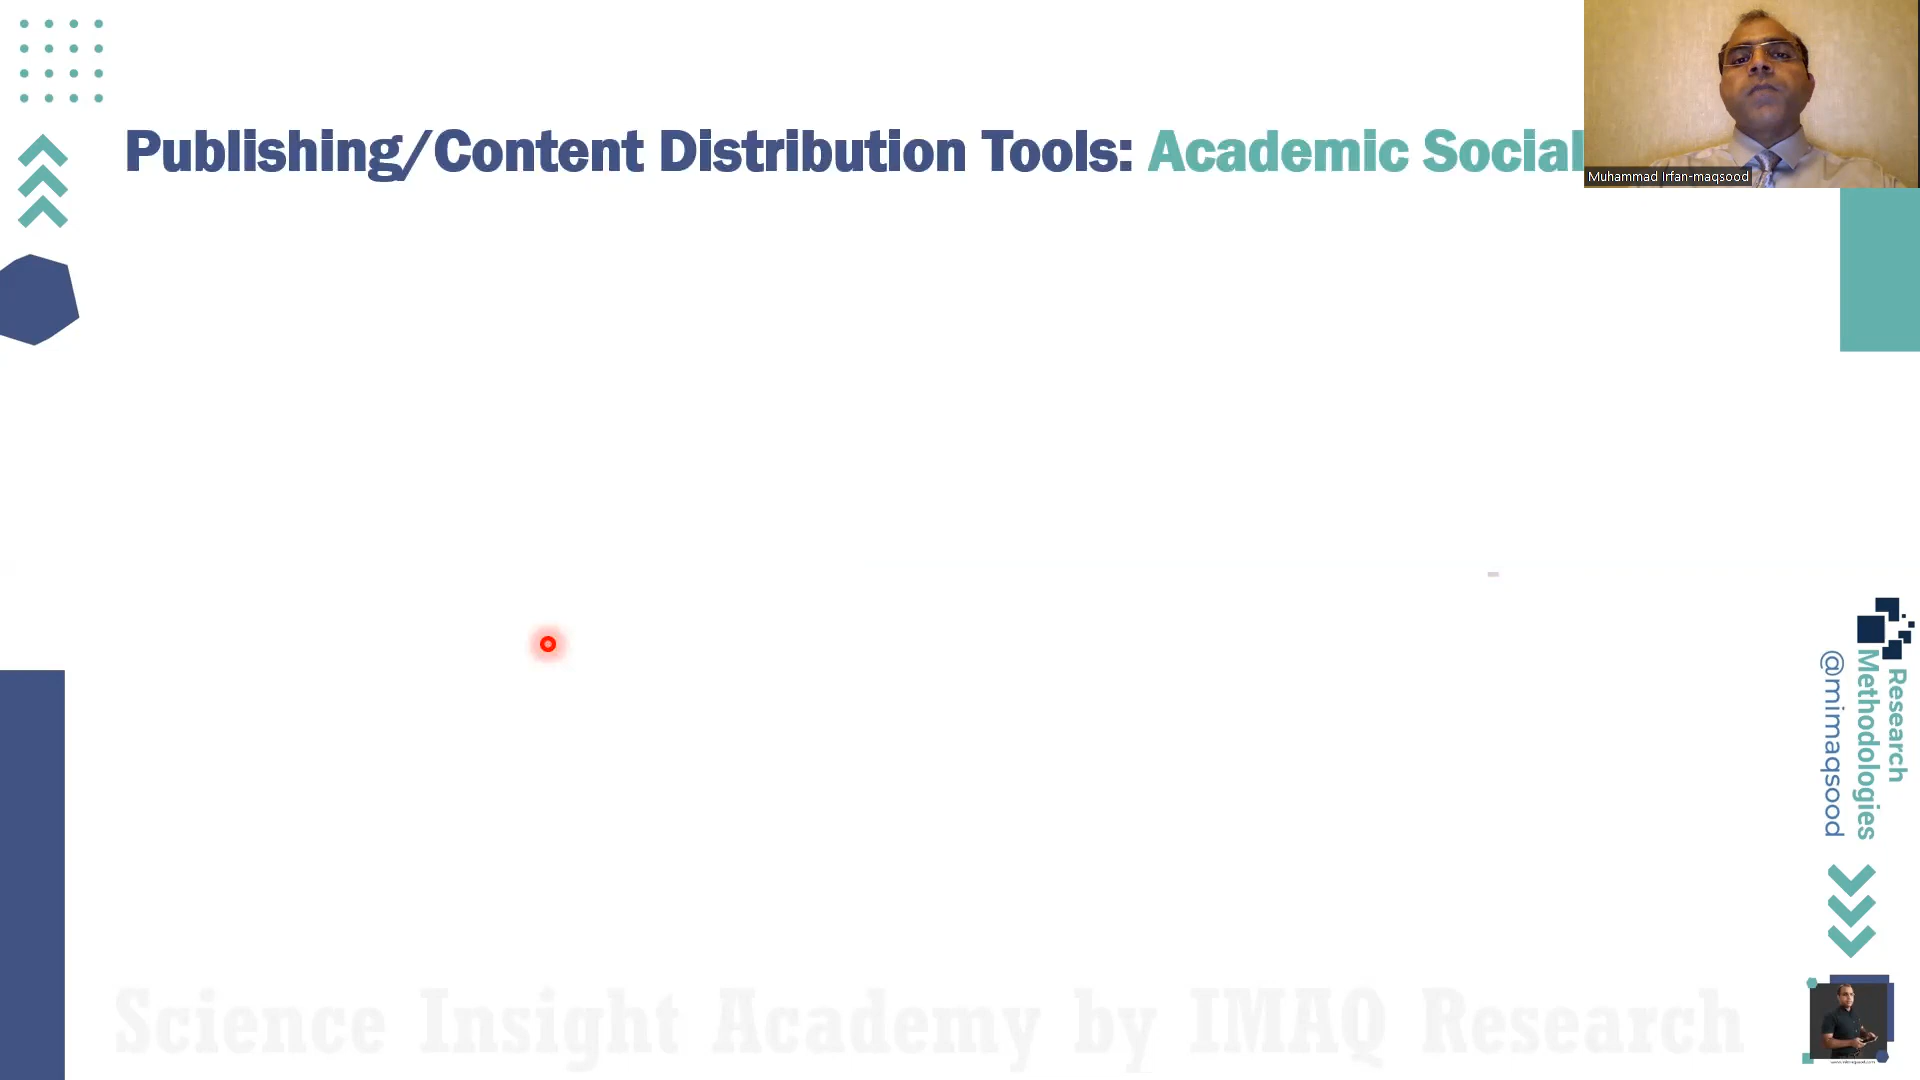 Publishing/Content Distribution Tools: Academic Social
Muhammad Irfan-maqsood
Research
Methodologies
@mimaqsood
Science Insight Academy by IMAQ Research